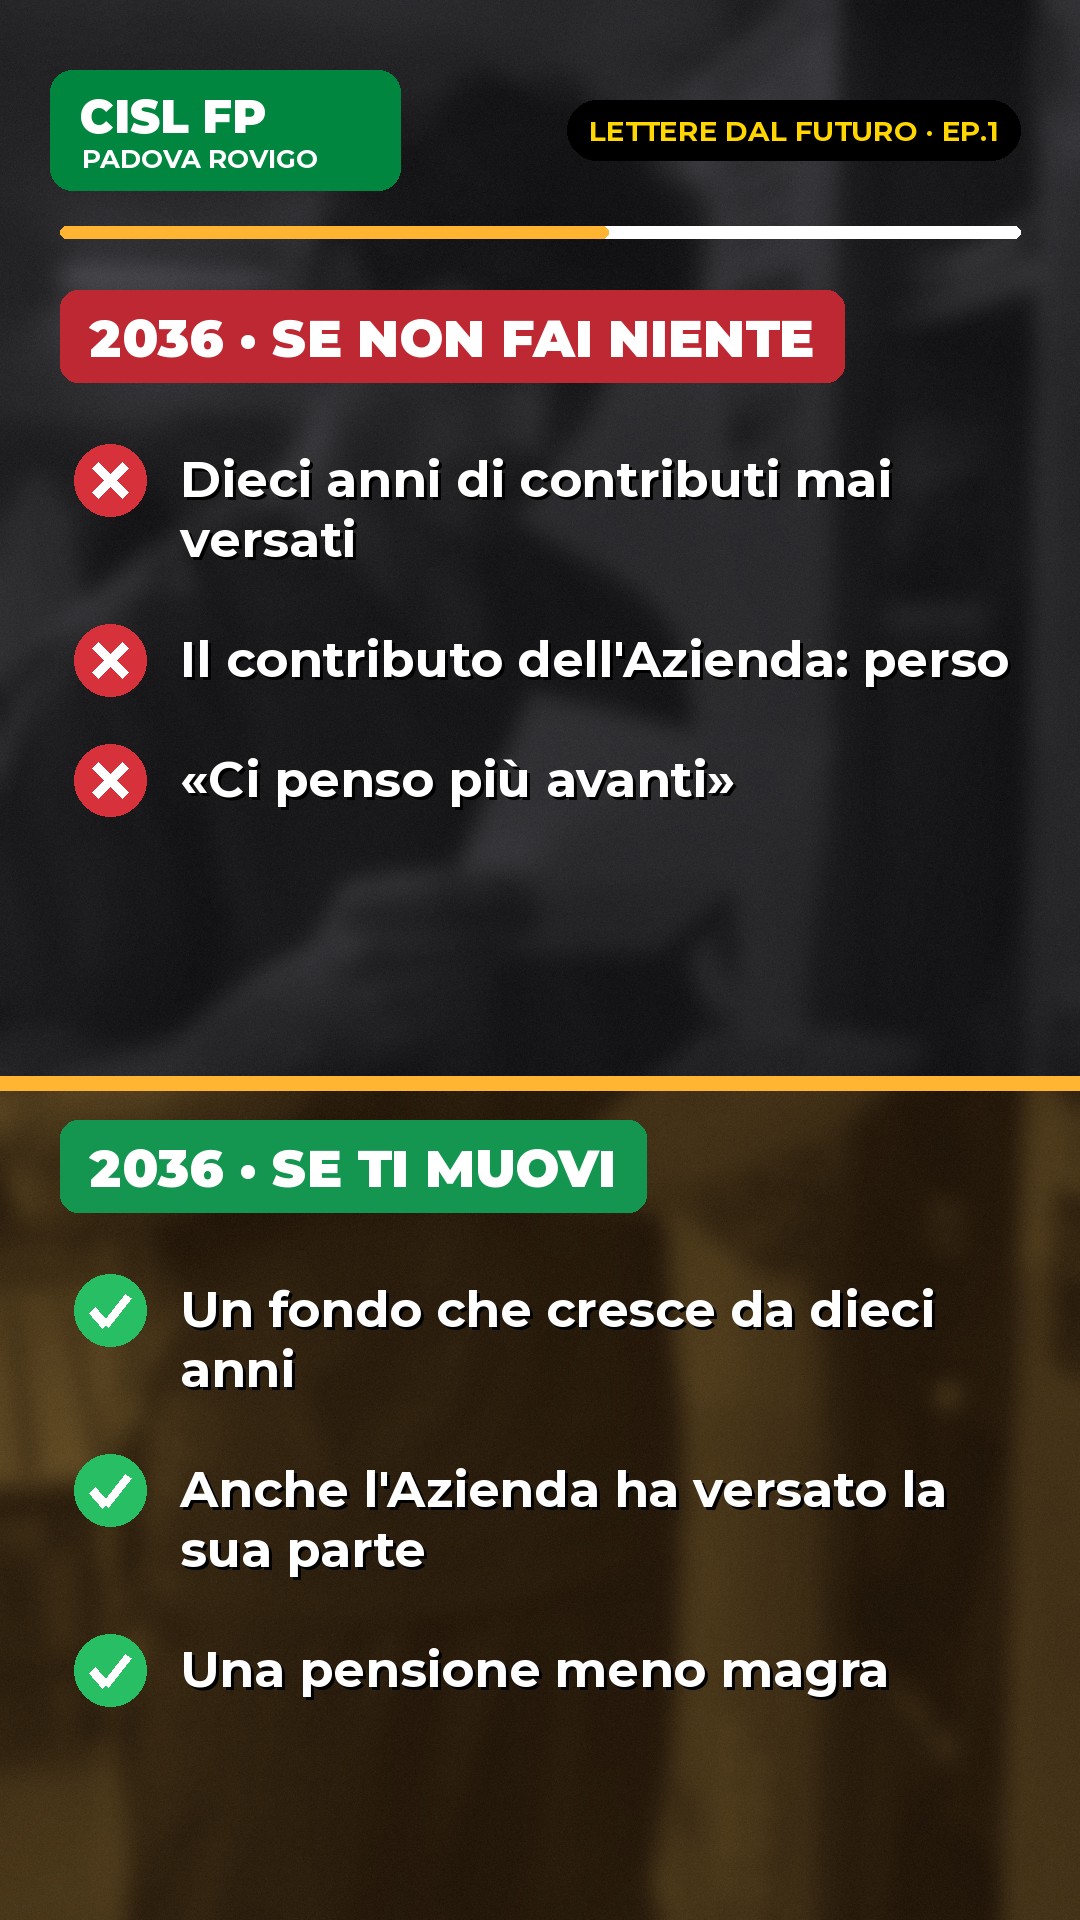 CISL FP
PADOVA ROVIGO
LETTERE DAL FUTURO · EP.1
2036 · SE NON FAI NIENTE
Dieci anni di contributi mai
versati
Il contributo dell'Azienda: perso
«Ci penso più avanti»
2036 · SE TI MUOVI
Un fondo che cresce da dieci
anni
Anche l'Azienda ha versato la
sua parte
Una pensione meno magra